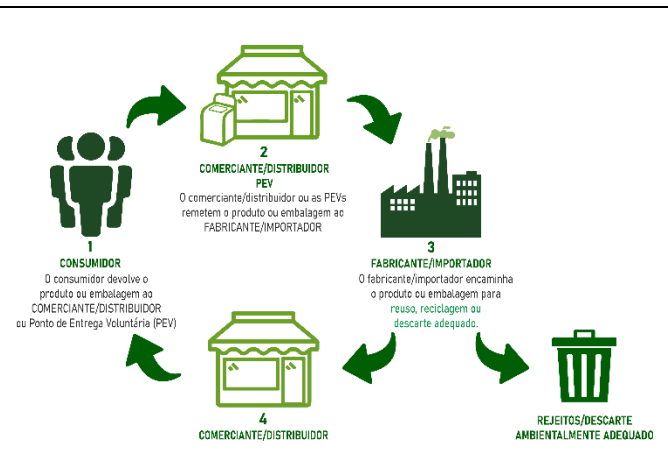 1
CONSUMIDOR
O consumidor devolve o
produto ou embalagem ao
COMERCIANTE/DISTRIBUIDOR
ou Ponto de Entrega Voluntária (PEV)
2
COMERCIANTE/DISTRIBUIDOR
PEV
O comerciante/distribuidor ou as PEVs
remetem o produto ou embalagem ao
FABRICANTE/IMPORTADOR
3
FABRICANTE/IMPORTADOR
O fabricante/importador encaminha
o produto ou embalagem para
reuso, reciclagem ou
descarte adequado.
4
COMERCIANTE/DISTRIBUIDOR
REJEITOS/DESCARTE
AMBIENTALMENTE ADEQUADO